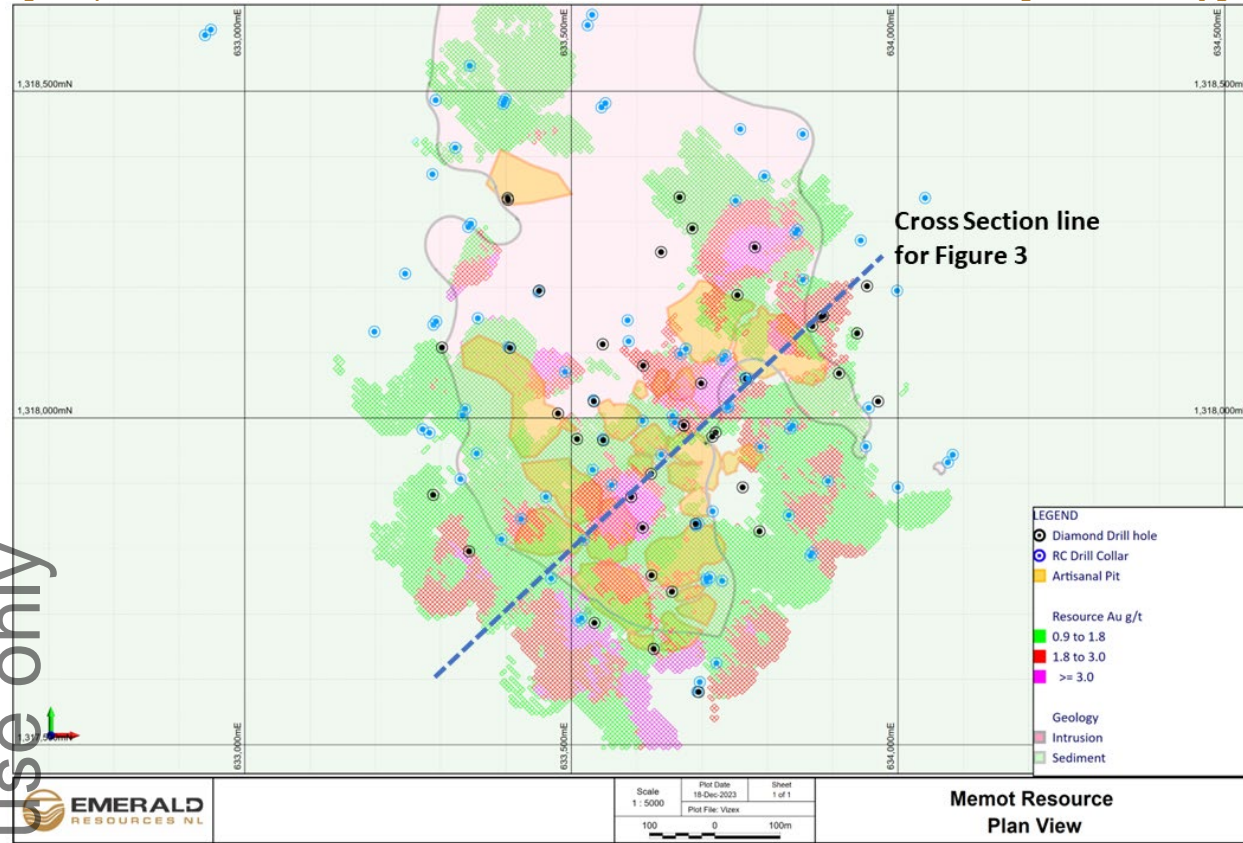 633,000mE
633,500mE
634,000mE
634,500mE
1,318,500mN
1,318,500m
Cross Section line
for Figure 3
1,318,000mN
1,318,000m
LEGEND
Diamond Drill hole
RC Drill Collar
Artisanal Pit
Resource Au g/t
0.9 to 1.8
1.8 to 3.0
>= 3.0
Geology
Intrusion
Sediment
633,000mE
633,500mE
634,000mE
use only
EMERALD
RESOURCES NL
Scale
1 : 5000
Plot Date
18-Dec-2023
Sheet
1 of 1
Plot File: Vizex
100 0 100m
Memot Resource
Plan View